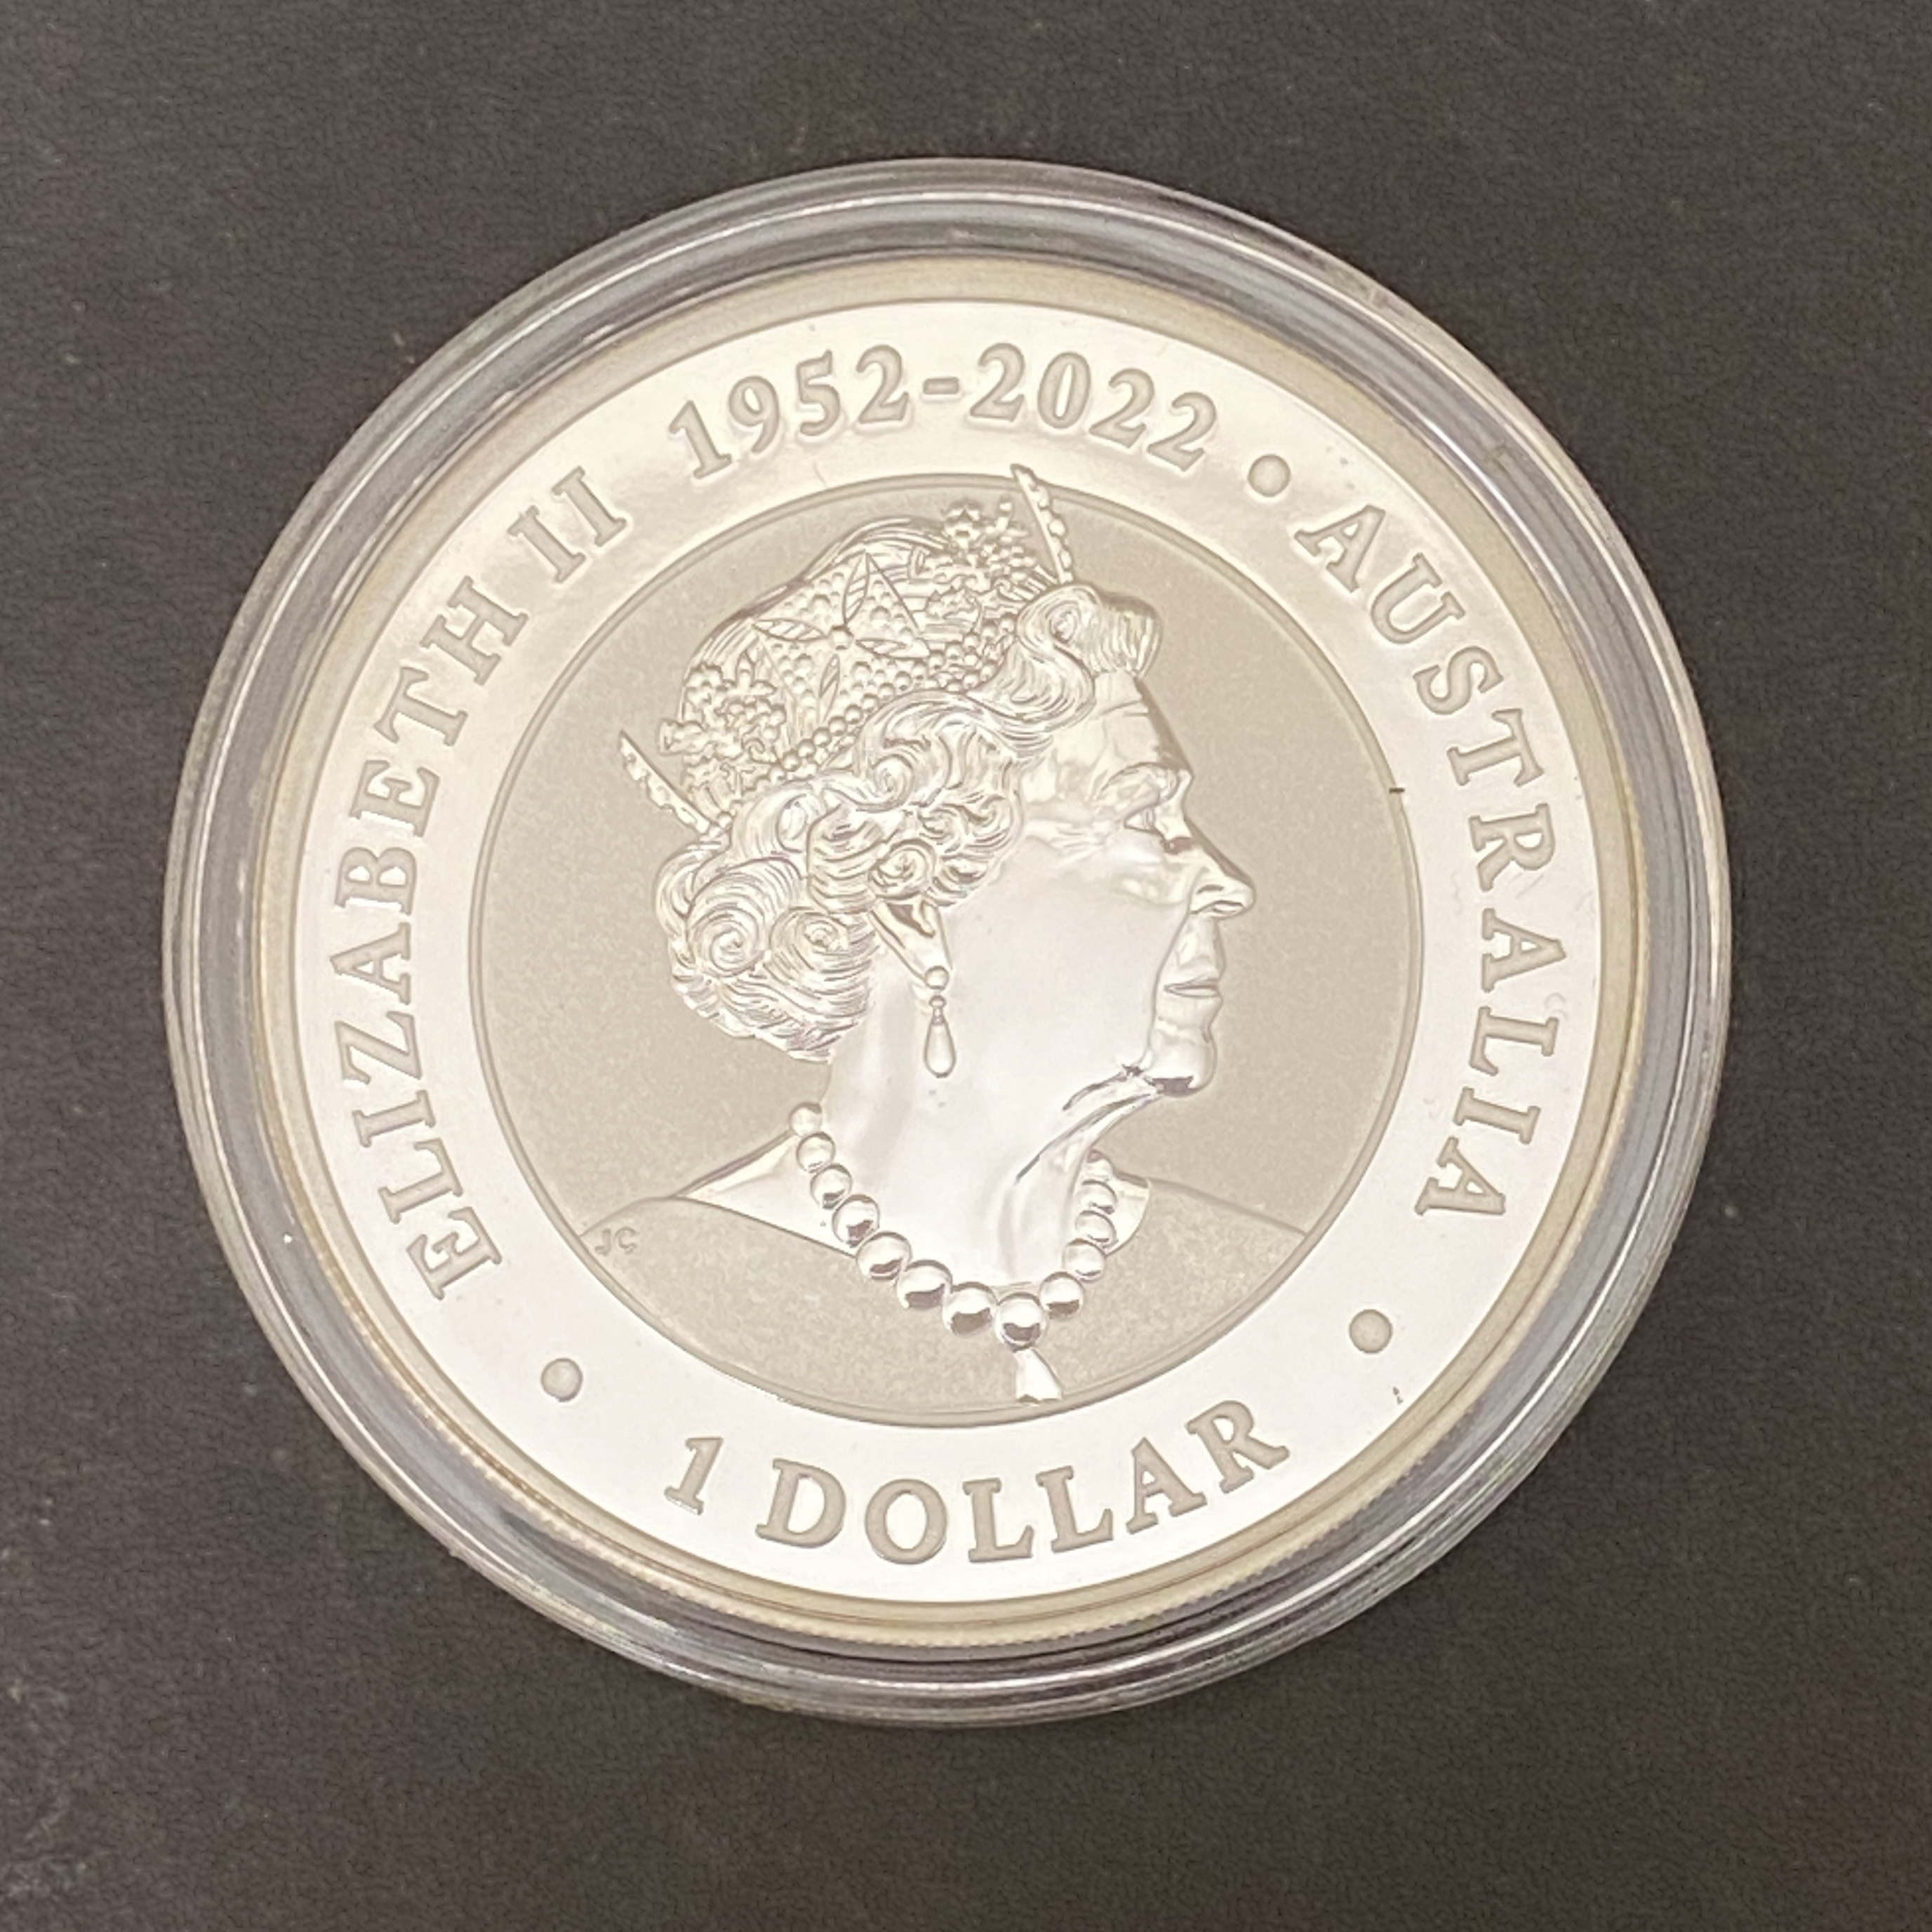 ELIZABETH II 1952-2022 • AUSTRALIA
JC
1 DOLLAR